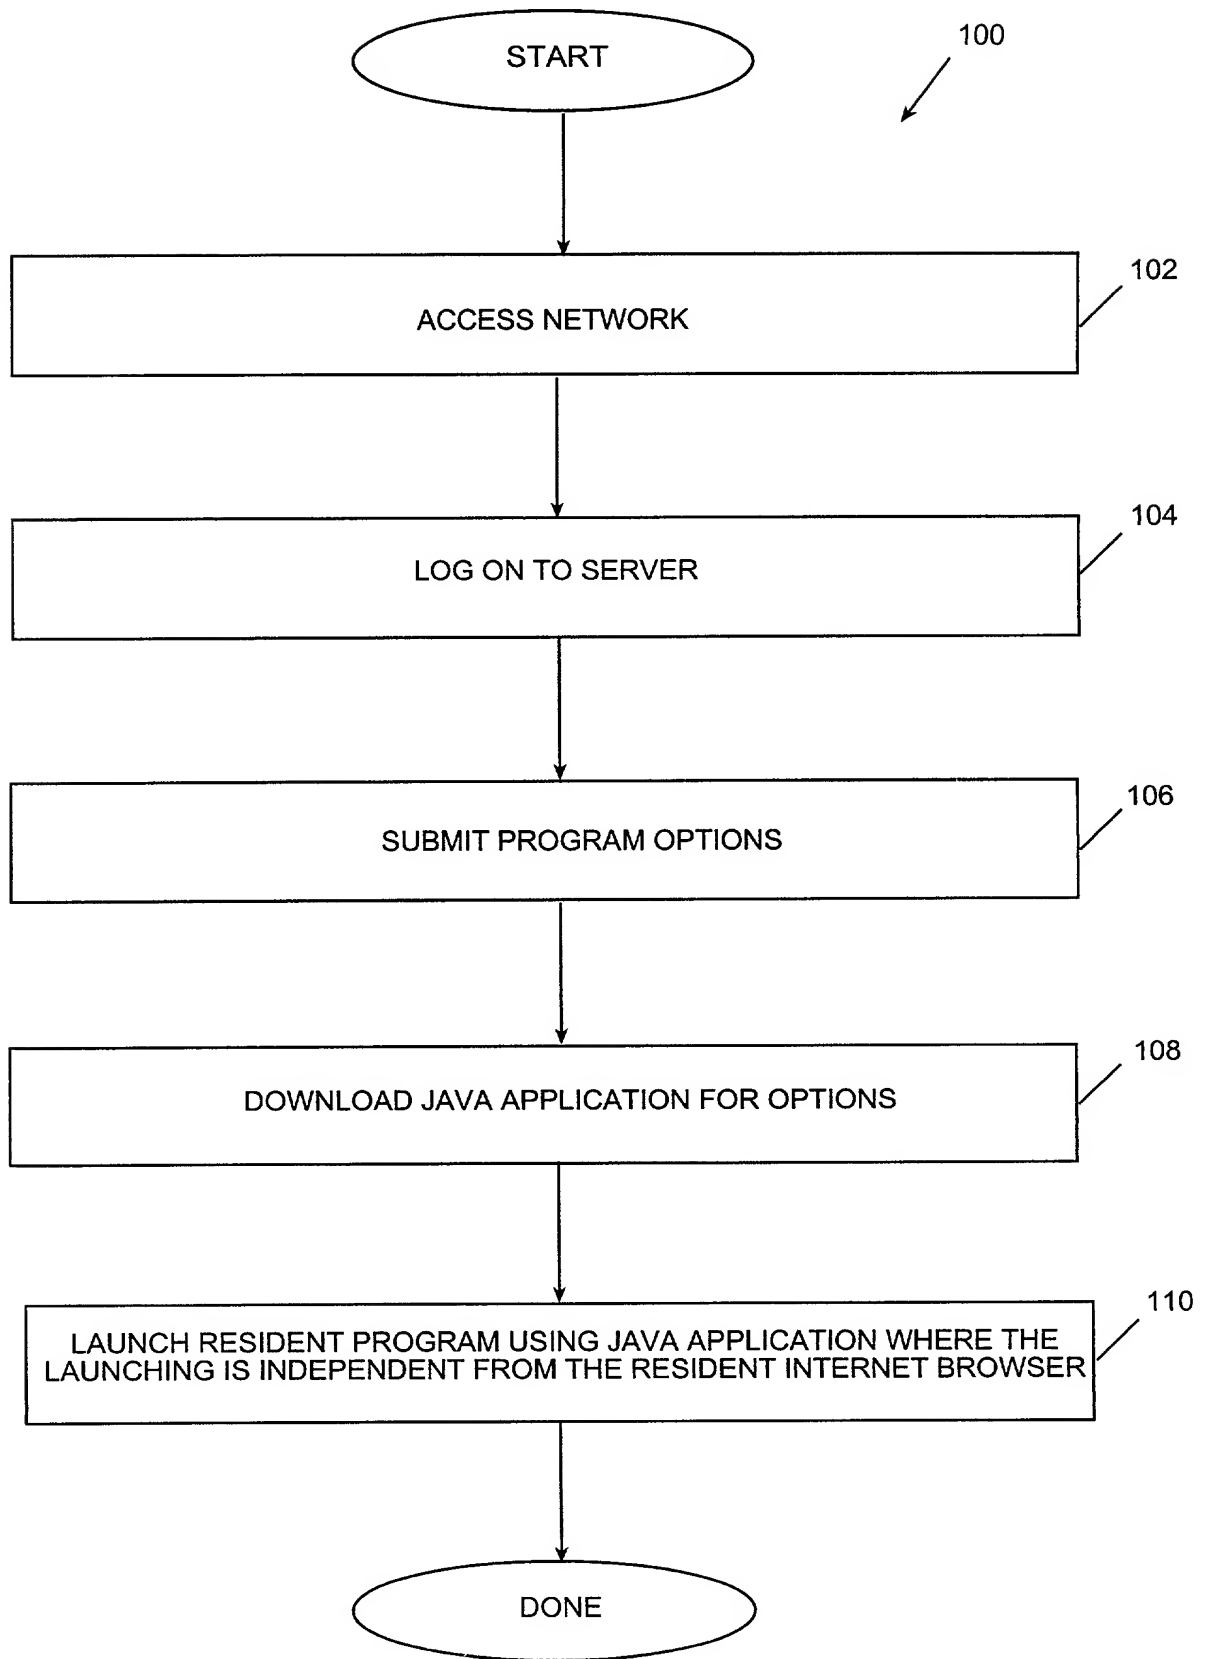 START
100
102
ACCESS NETWORK
104
LOG ON TO SERVER
106
SUBMIT PROGRAM OPTIONS
108
DOWNLOAD JAVA APPLICATION FOR OPTIONS
110
LAUNCH RESIDENT PROGRAM USING JAVA APPLICATION WHERE THE
LAUNCHING IS INDEPENDENT FROM THE RESIDENT INTERNET BROWSER
DONE